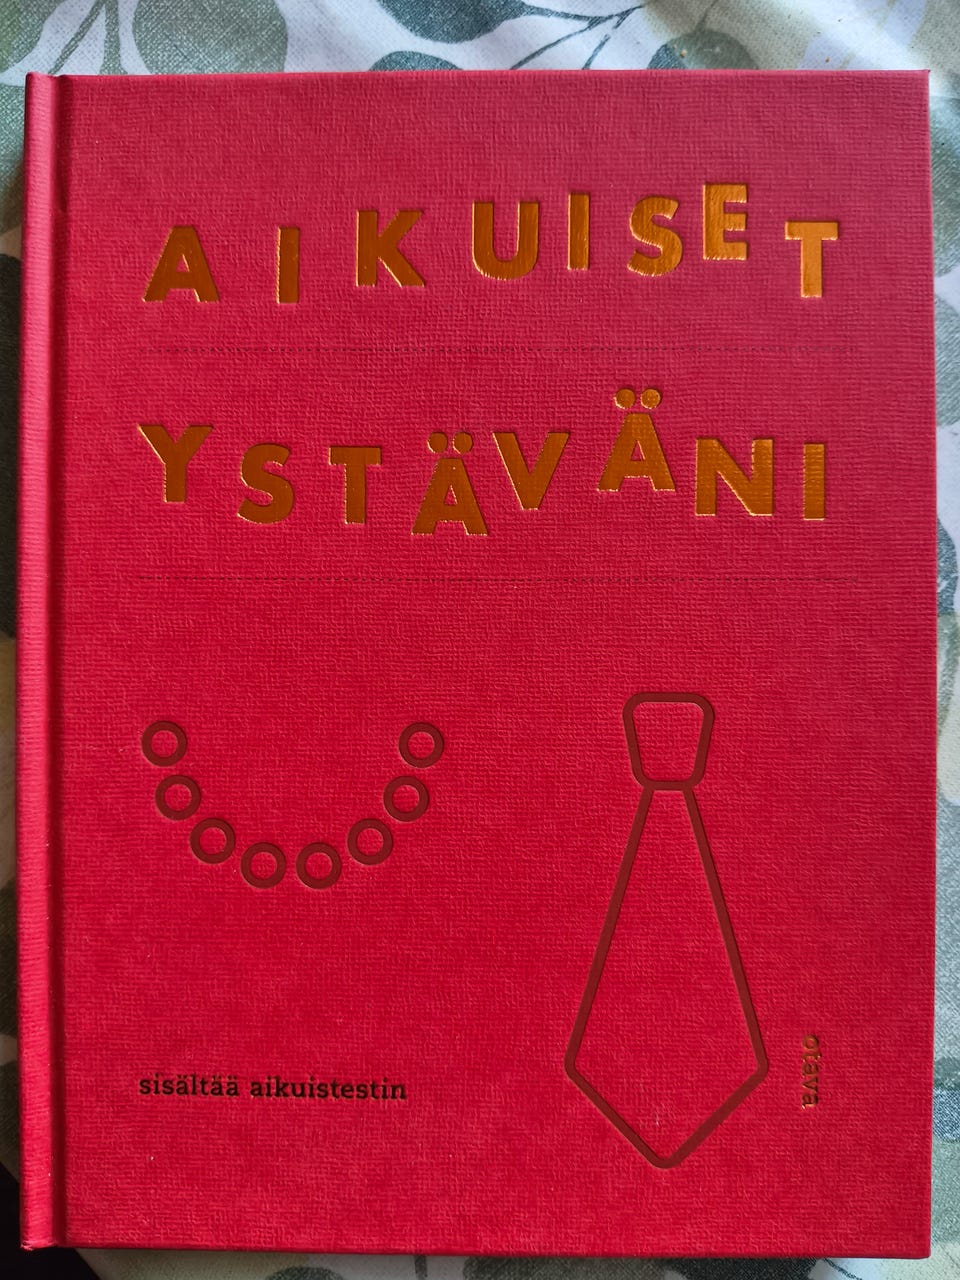 AIKUISET
YSTÄVÄNI
sisältää aikuistestin
otava